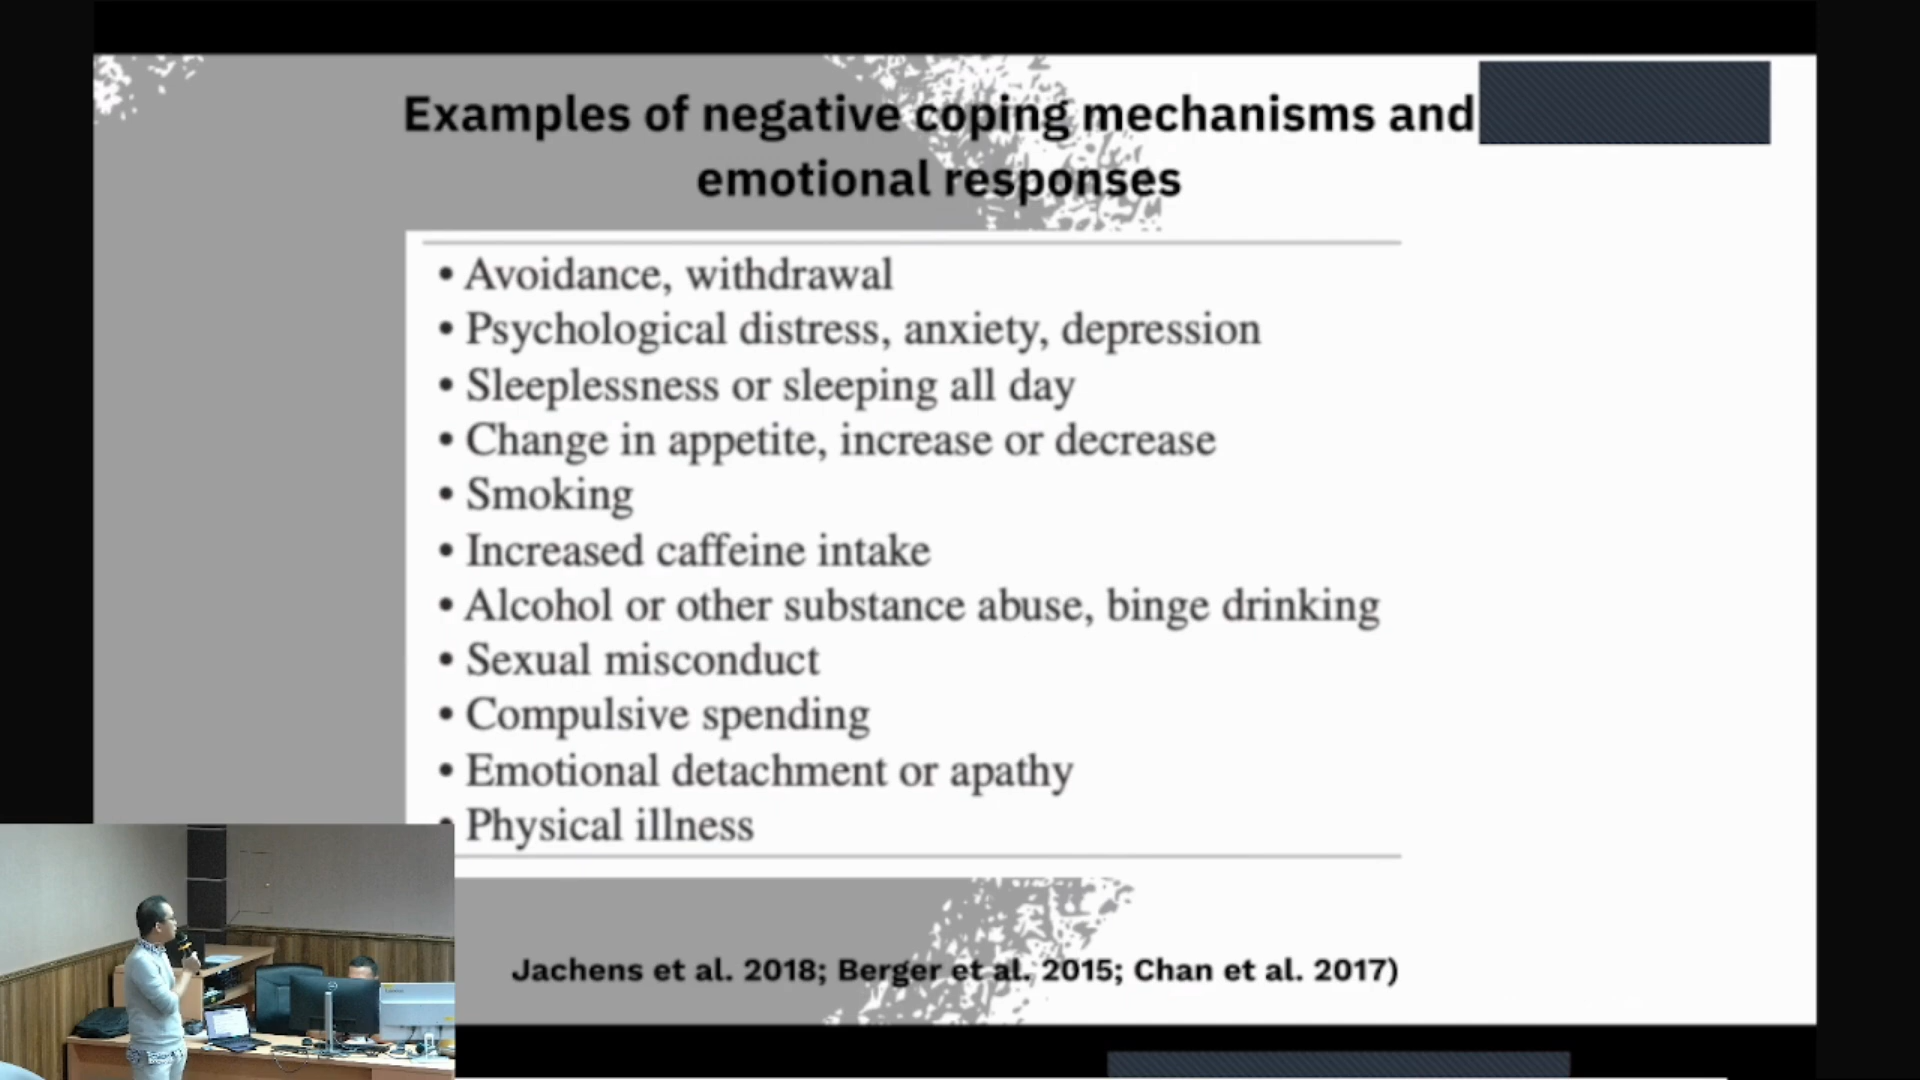 Examples of negative coping mechanisms and
emotional responses
• Avoidance, withdrawal
• Psychological distress, anxiety, depression
• Sleeplessness or sleeping all day
• Change in appetite, increase or decrease
• Smoking
• Increased caffeine intake
• Alcohol or other substance abuse, binge drinking
• Sexual misconduct
• Compulsive spending
• Emotional detachment or apathy
• Physical illness
Jachens et al. 2018; Berger et al. 2015; Chan et al. 2017)